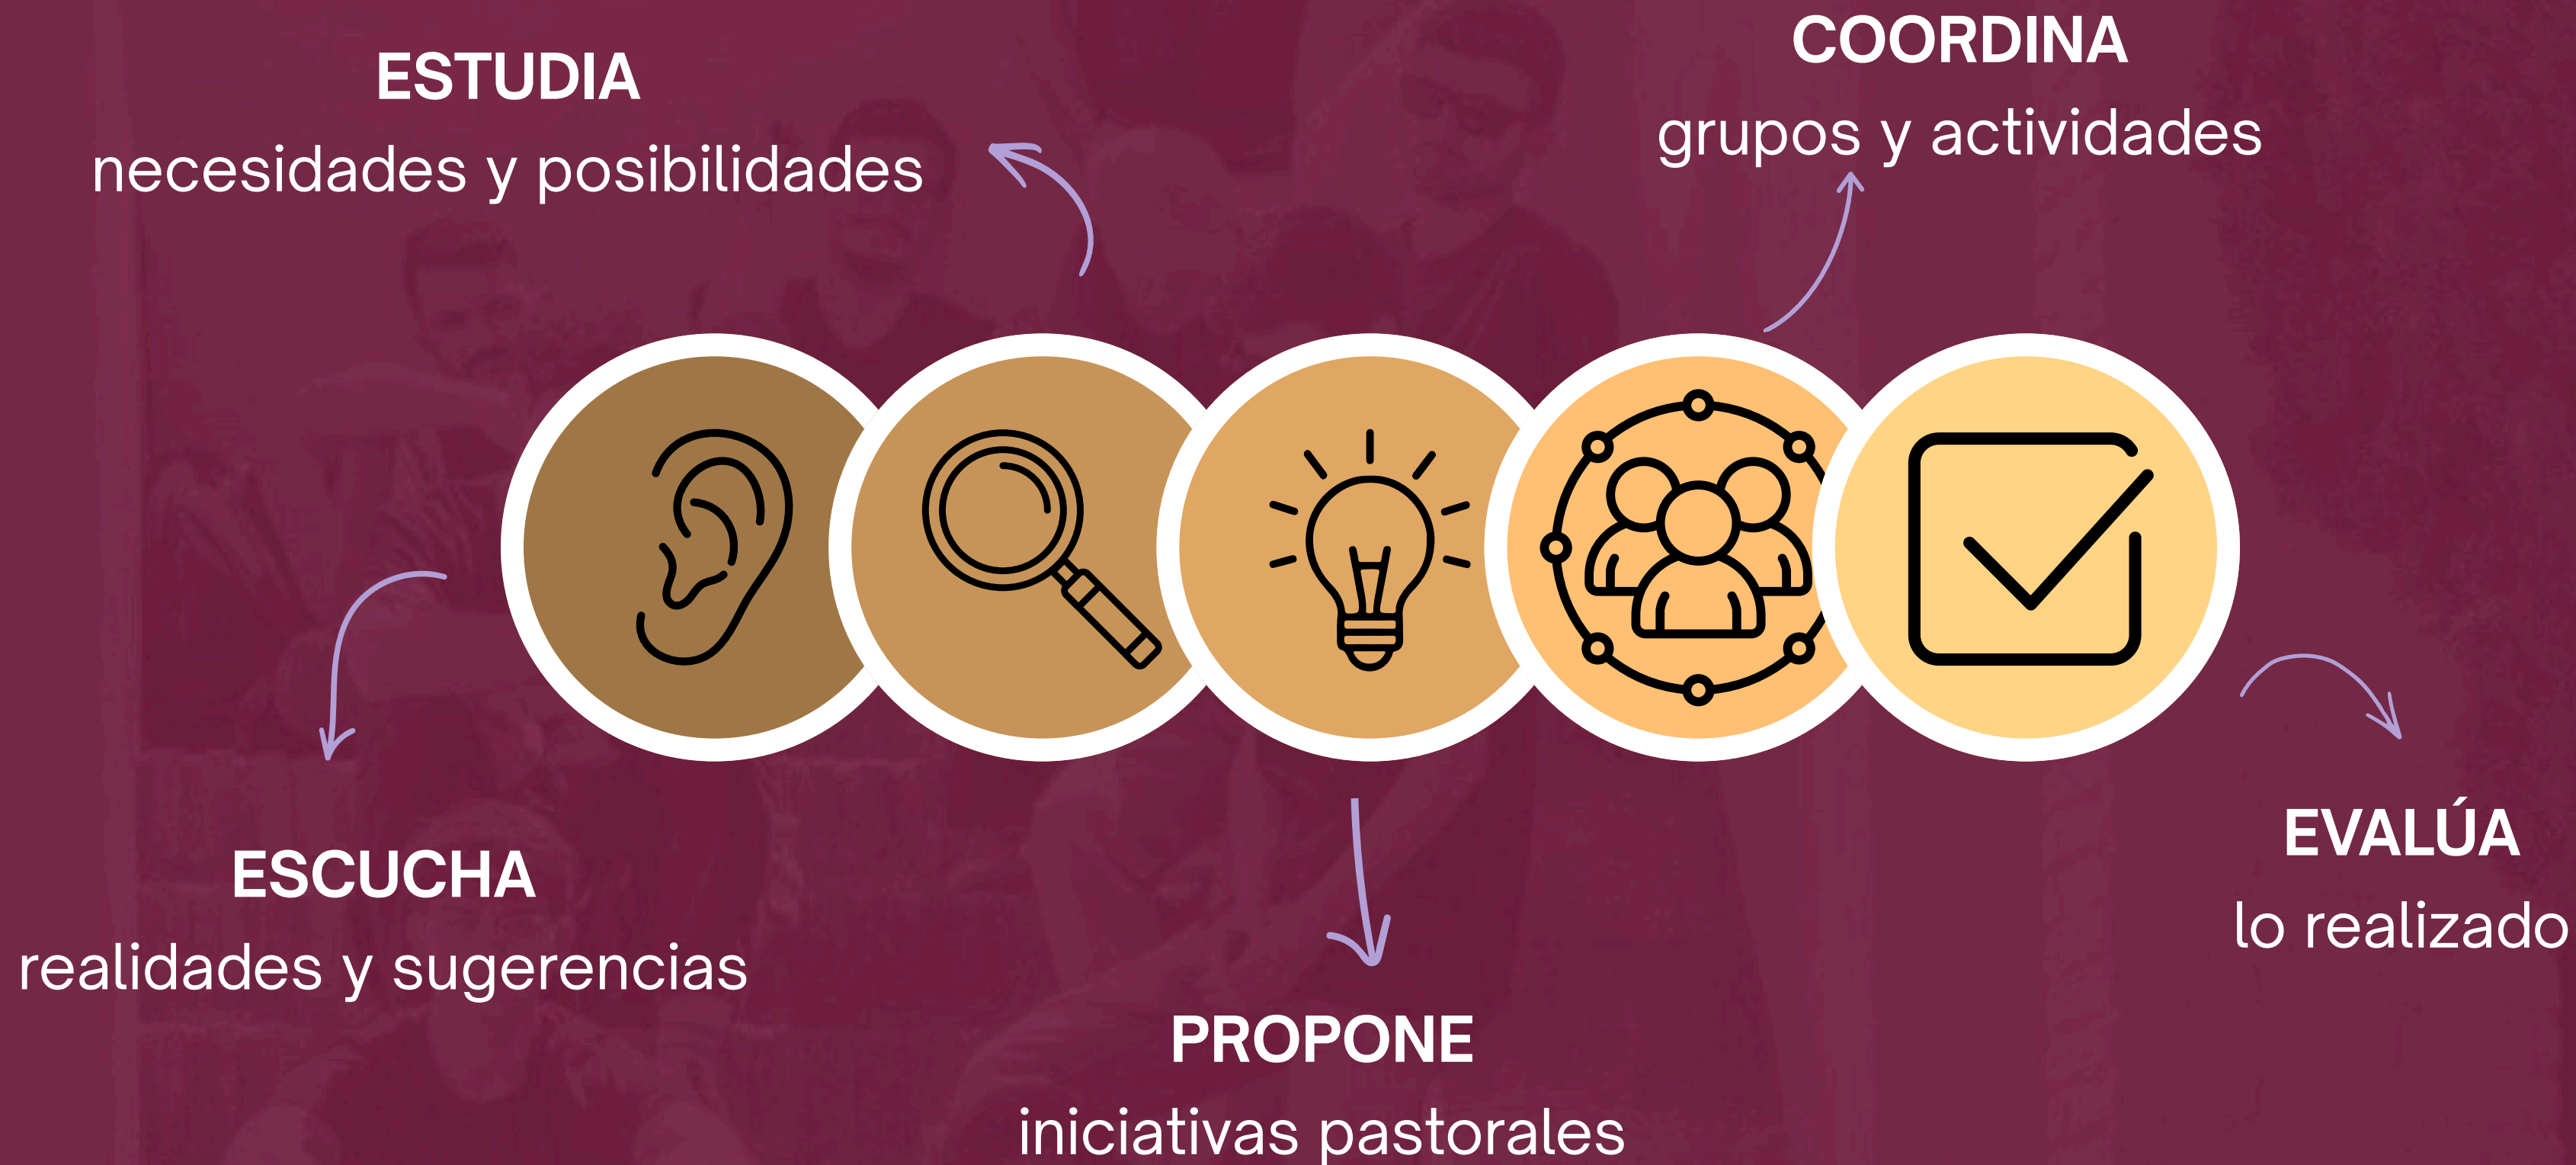 ESTUDIA
necesidades y posibilidades
COORDINA
grupos y actividades
ESCUCHA
realidades y sugerencias
PROPONE
iniciativas pastorales
EVALÚA
lo realizado